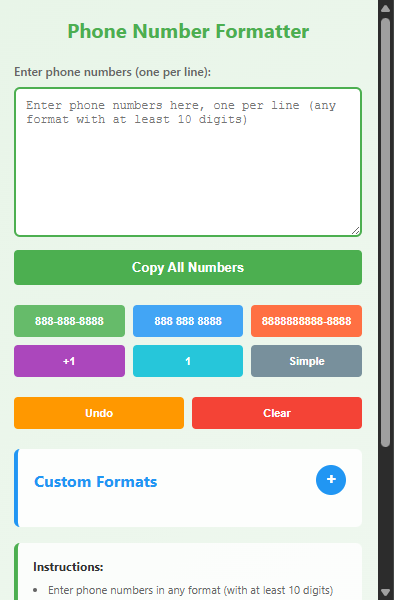 Phone Number Formatter
Enter phone numbers (one per line):
Enter phone numbers here, one per line (any
format with at least 10 digits)
Copy All Numbers
888-888-8888
888 888 8888
8888888888-8888
+1
1
Simple
Undo
Clear
Custom Formats
+
Instructions:
• Enter phone numbers in any format (with at least 10 digits)